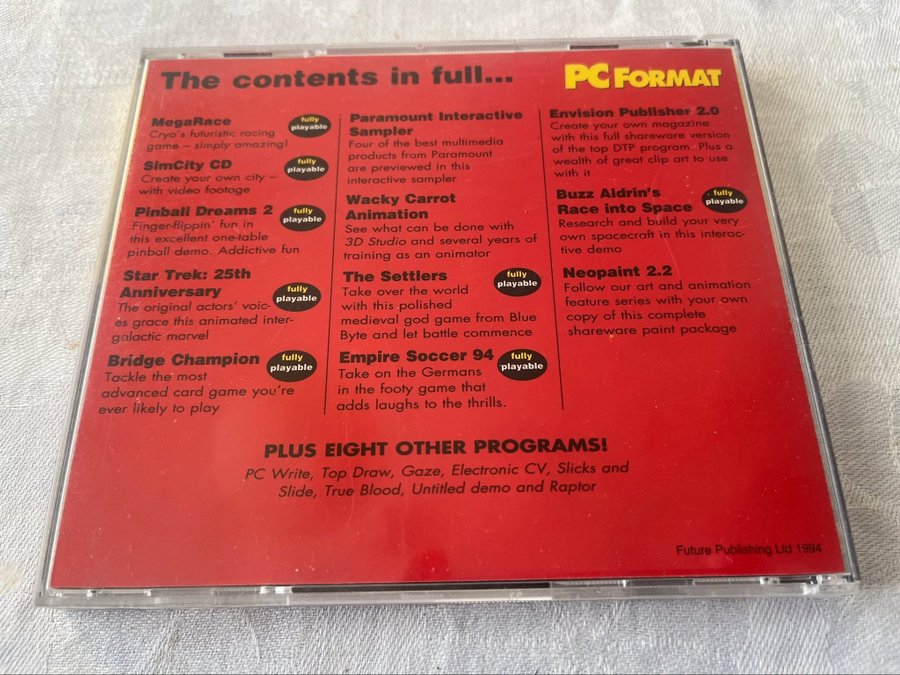 The contents in full...
PC FORMAT
MegaRace
fully
playable
Cryo's futuristic racing
game – simply amazing!
SimCity CD
fully
playable
Create your own city –
with video footage
Pinball Dreams 2
fully
playable
Finger-flippin' fun in
this excellent one-table
pinball demo. Addictive fun
Star Trek: 25th
Anniversary
fully
playable
The original actors' voic-
es grace this animated inter-
galactic marvel
Bridge Champion
fully
playable
Tackle the most
advanced card game you're
ever likely to play
Paramount Interactive
Sampler
Four of the best multimedia
products from Paramount
are previewed in this
interactive sampler
Wacky Carrot
Animation
See what can be done with
3D Studio and several years of
training as an animator
The Settlers
fully
playable
Take over the world
with this polished
medieval god game from Blue
Byte and let battle commence
Empire Soccer 94
fully
playable
Take on the Germans
in the footy game that
adds laughs to the thrills.
Envision Publisher 2.0
Create your own magazine
with this full shareware version
of the top DTP program. Plus a
wealth of great clip art to use
with it
Buzz Aldrin's
Race into Space
fully
playable
Research and build your very
own spacecraft in this interac-
tive demo
Neopaint 2.2
Follow our art and animation
feature series with your own
copy of this complete
shareware paint package
PLUS EIGHT OTHER PROGRAMS!
PC Write, Top Draw, Gaze, Electronic CV, Slicks and
Slide, True Blood, Untitled demo and Raptor
Future Publishing Ltd 1994